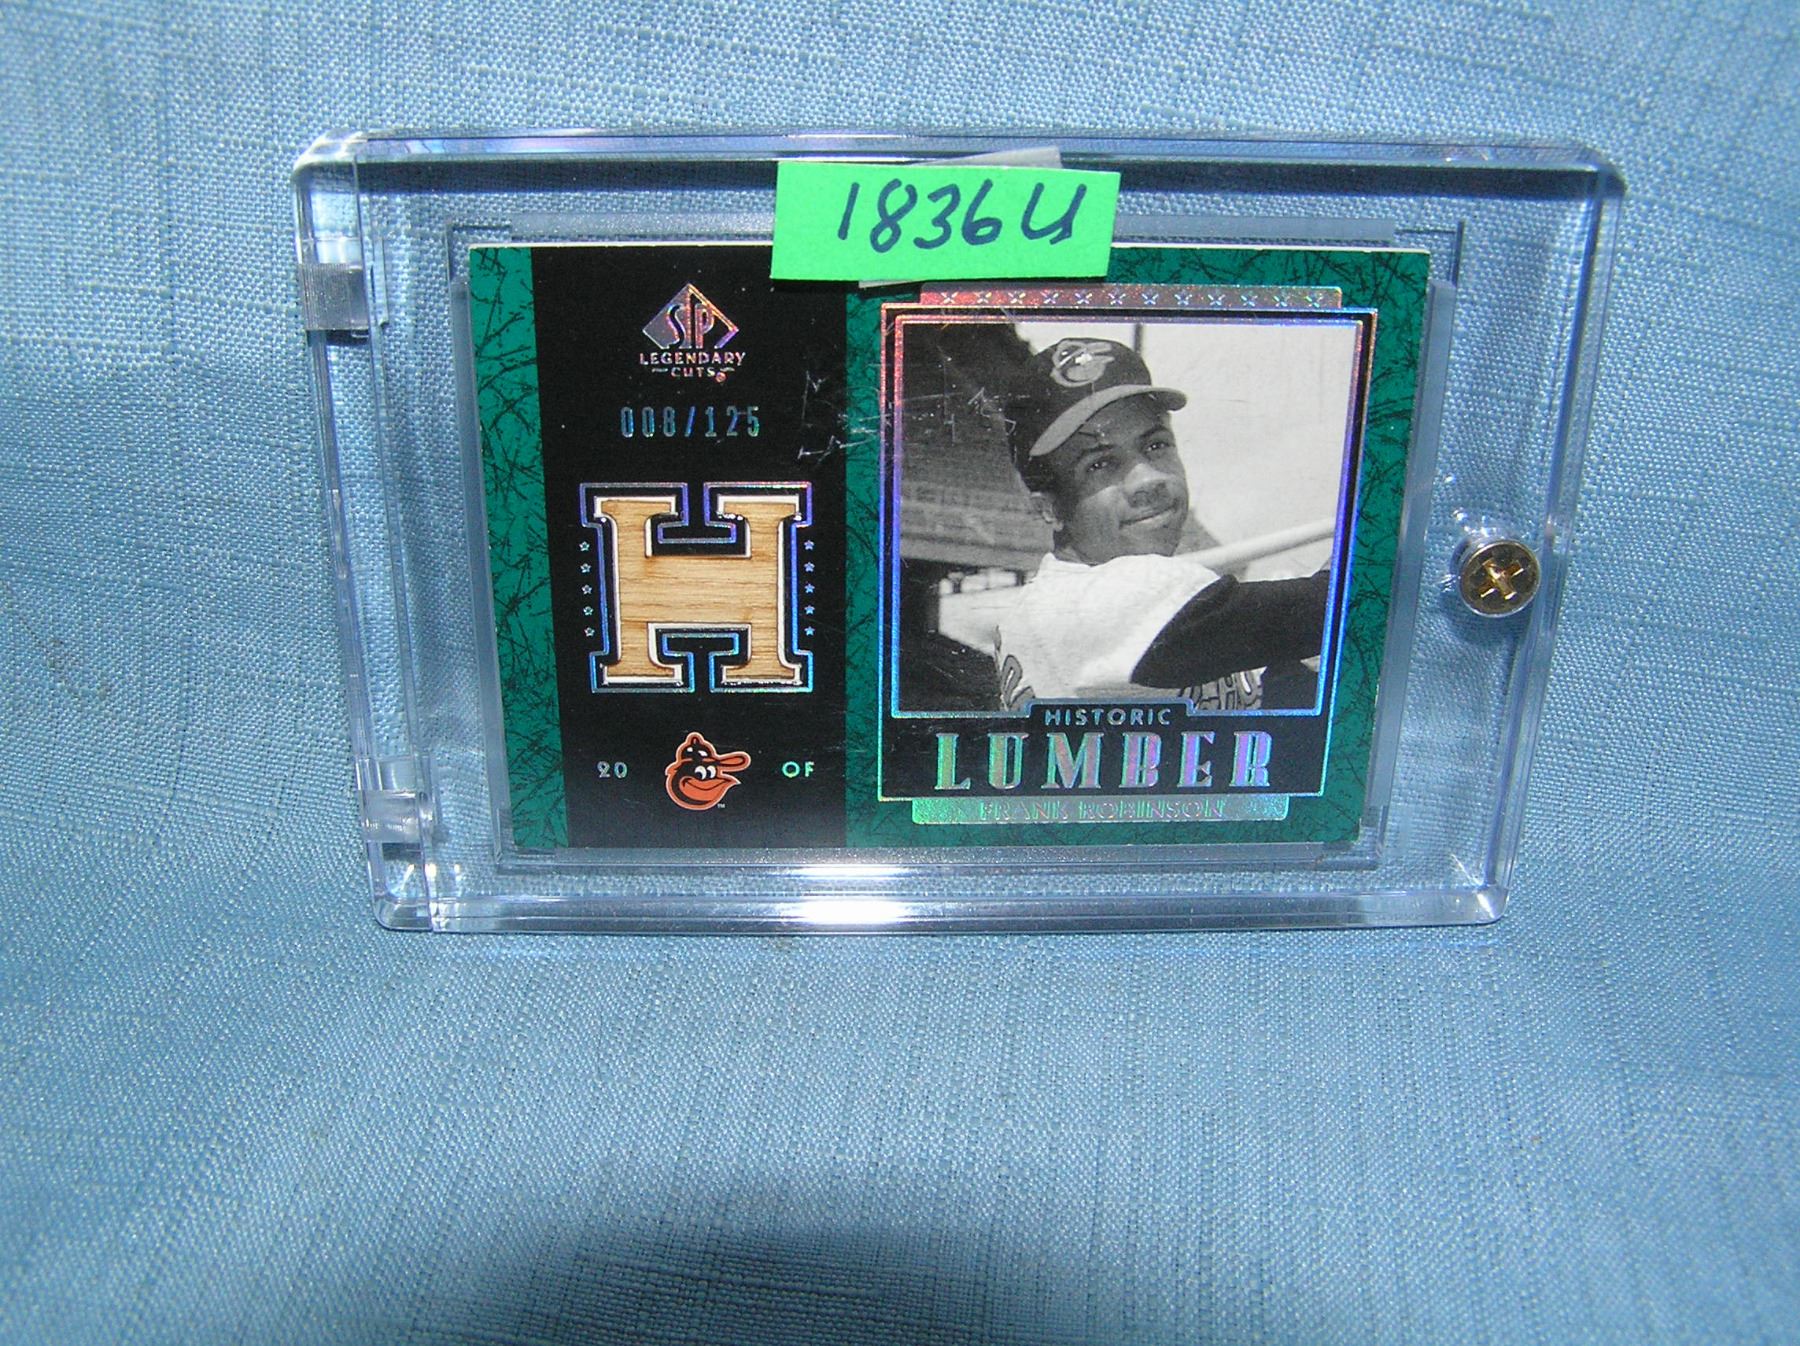 1836U
SP
LEGENDARY
CUTS
008/125
H
20 OF
HISTORIC
LUMBER
FRANK ROBINSON